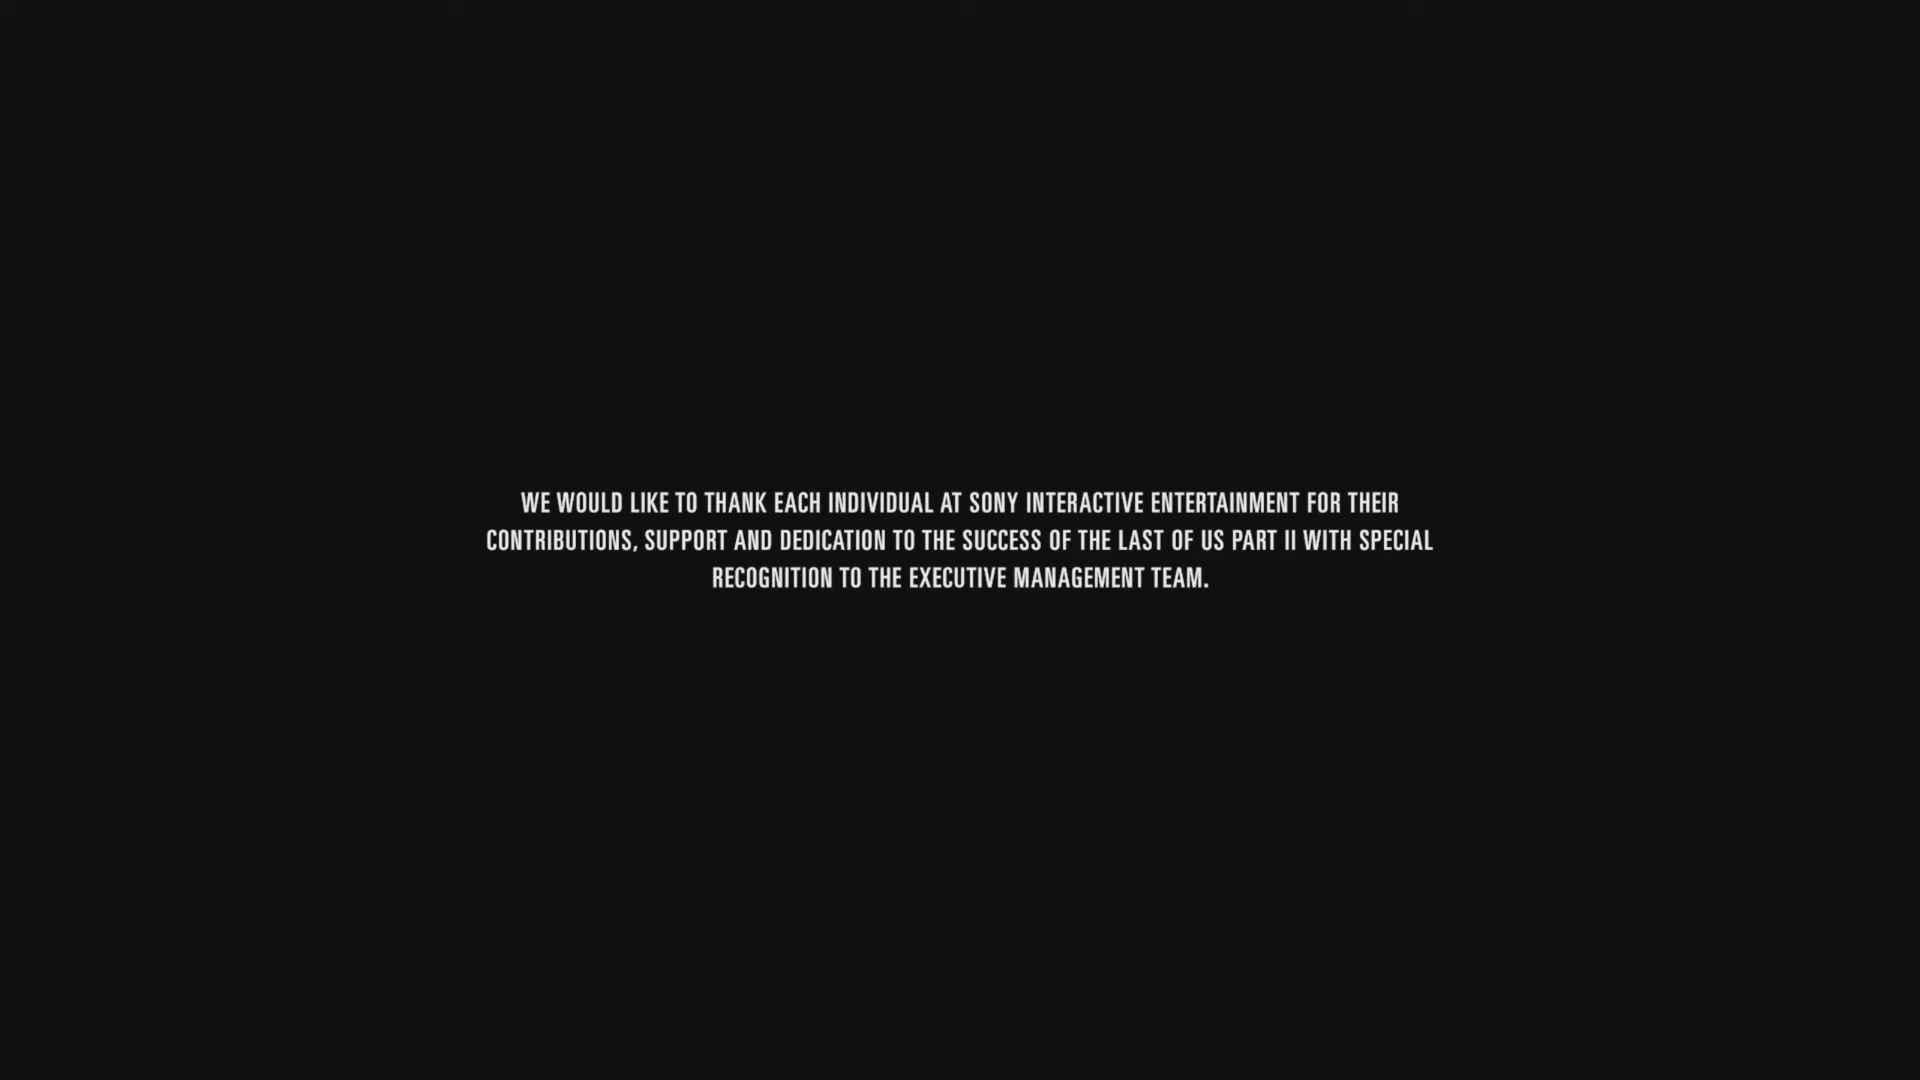 WE WOULD LIKE TO THANK EACH INDIVIDUAL AT SONY INTERACTIVE ENTERTAINMENT FOR THEIR
CONTRIBUTIONS, SUPPORT AND DEDICATION TO THE SUCCESS OF THE LAST OF US PART II WITH SPECIAL
RECOGNITION TO THE EXECUTIVE MANAGEMENT TEAM.